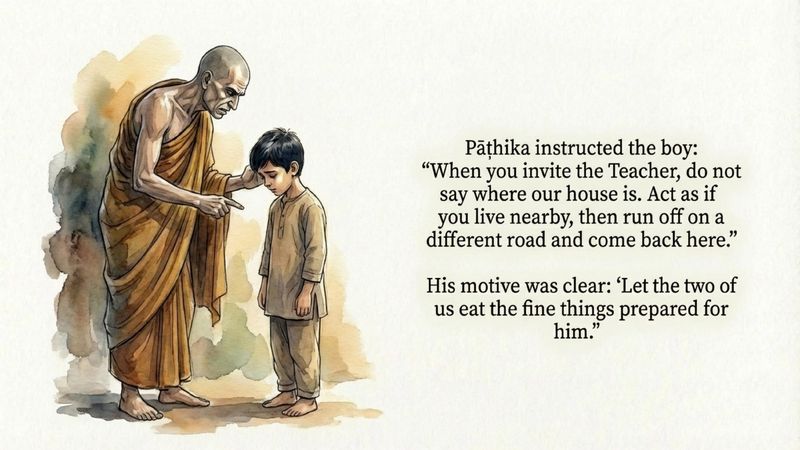 Pāṭhika instructed the boy:
“When you invite the Teacher, do not
say where our house is. Act as if
you live nearby, then run off on a
different road and come back here.”
His motive was clear: ‘Let the two of
us eat the fine things prepared for
him.”